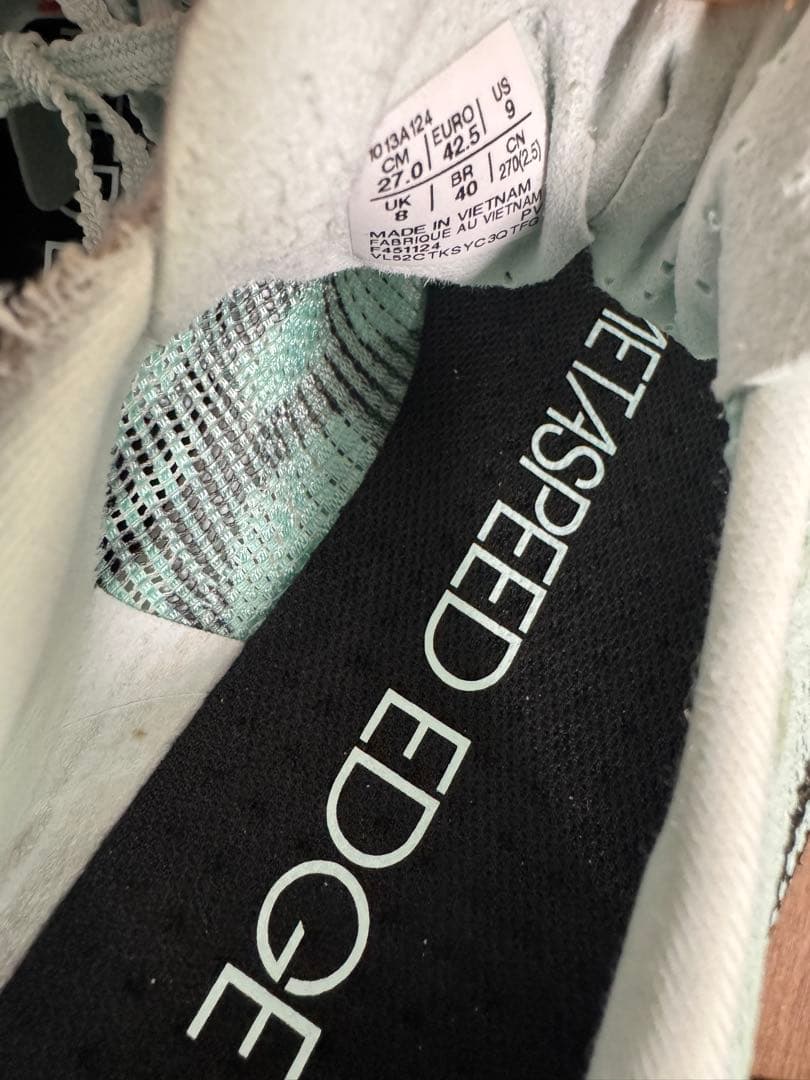 1013A124
CM 27.0 | EURO 42.5 | US 9
UK 8 | BR 40 | CN 270(2.5)
MADE IN VIETNAM
FABRIQUE AU VIETNAM
F451124 PV
VL52CTKSYC3QTFG
METASPEED EDGE